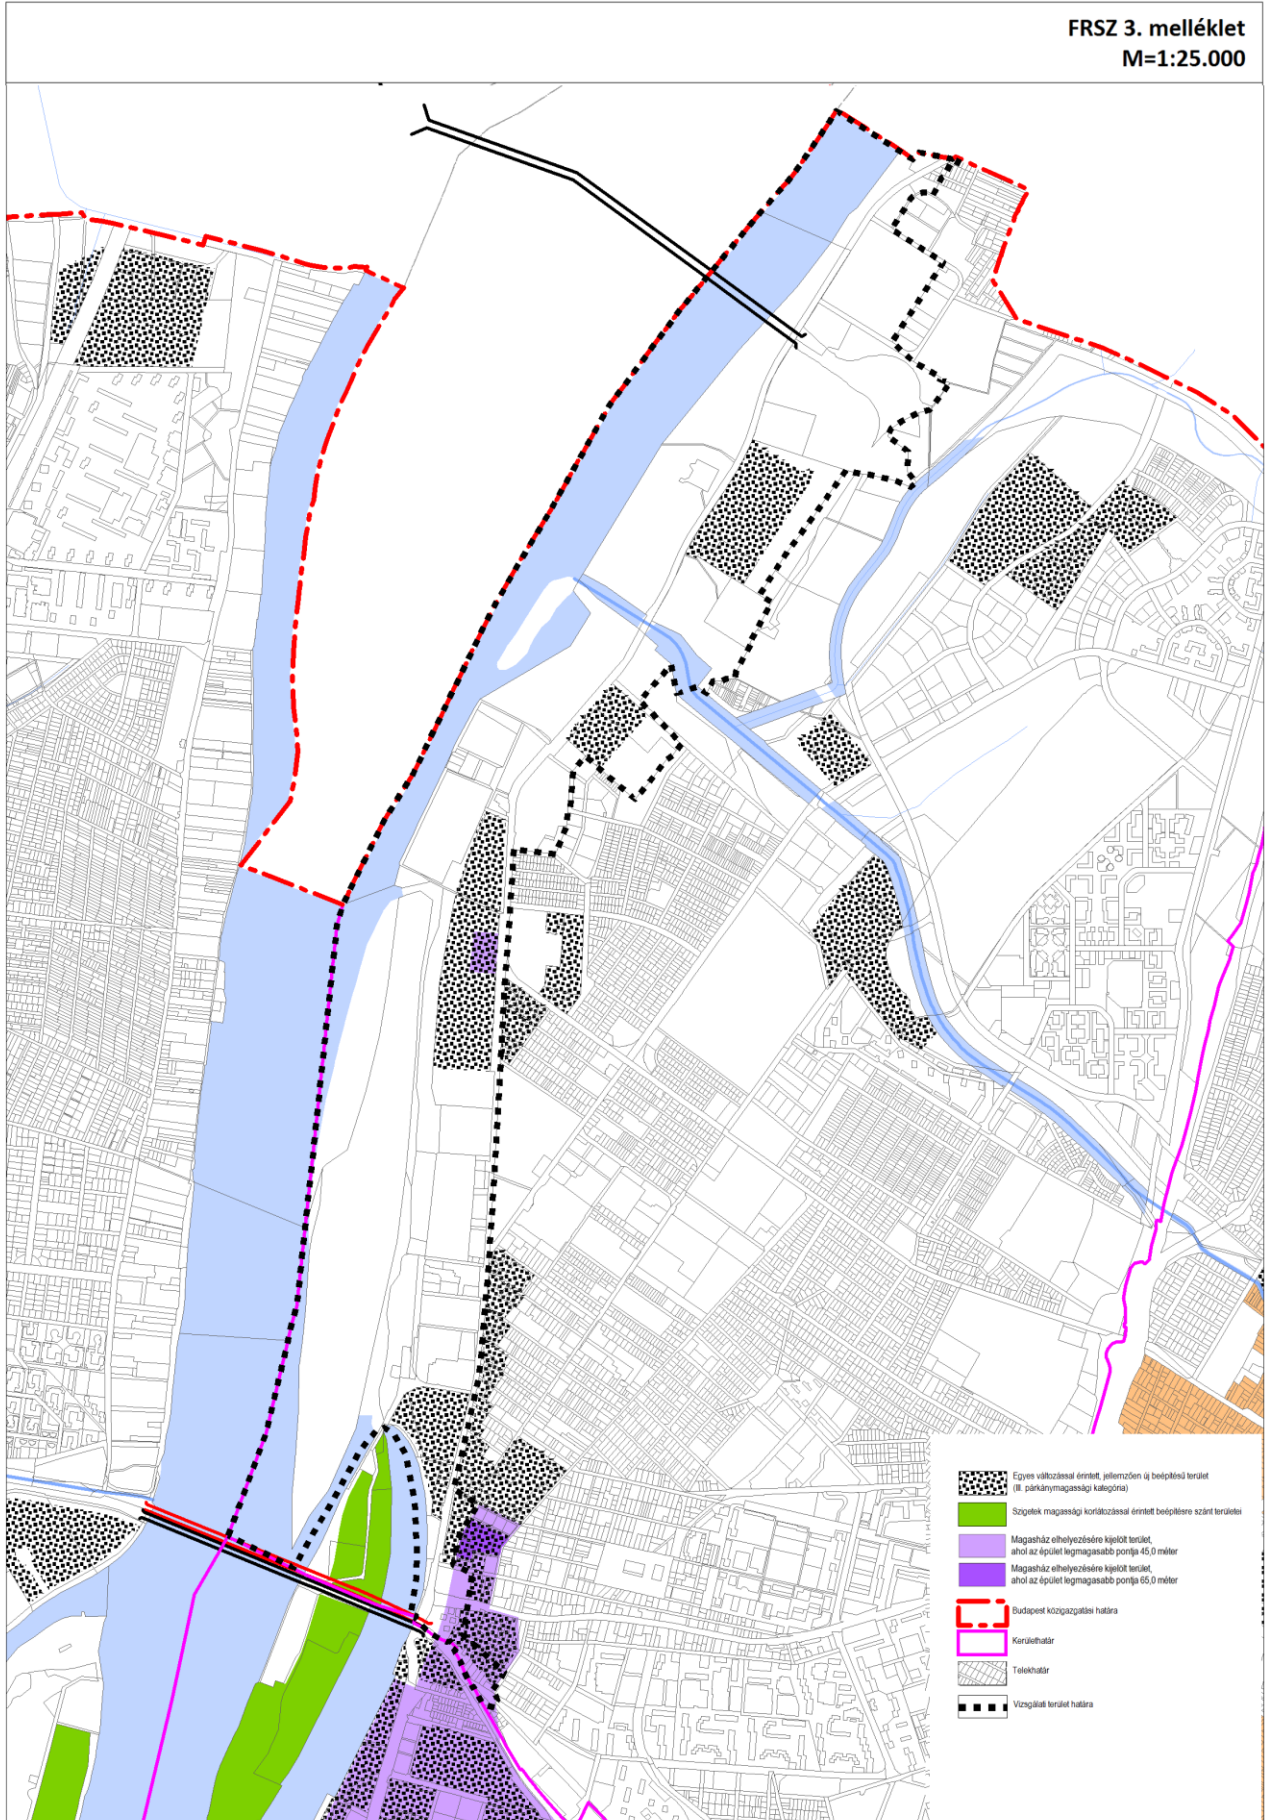 FRSZ 3. melléklet
M=1:25.000
Egyes változással érintett, jellemzően új beépítésű terület
(III. párkánymagassági kategória)
Szigetek magassági korlátozással érintett beépítésre szánt területei
Magasház elhelyezésére kijelölt terület,
ahol az épület legmagasabb pontja 45,0 méter
Magasház elhelyezésére kijelölt terület,
ahol az épület legmagasabb pontja 65,0 méter
Budapest közigazgatási határa
Kerülethatár
Telekhatár
Vizsgálati terület határa